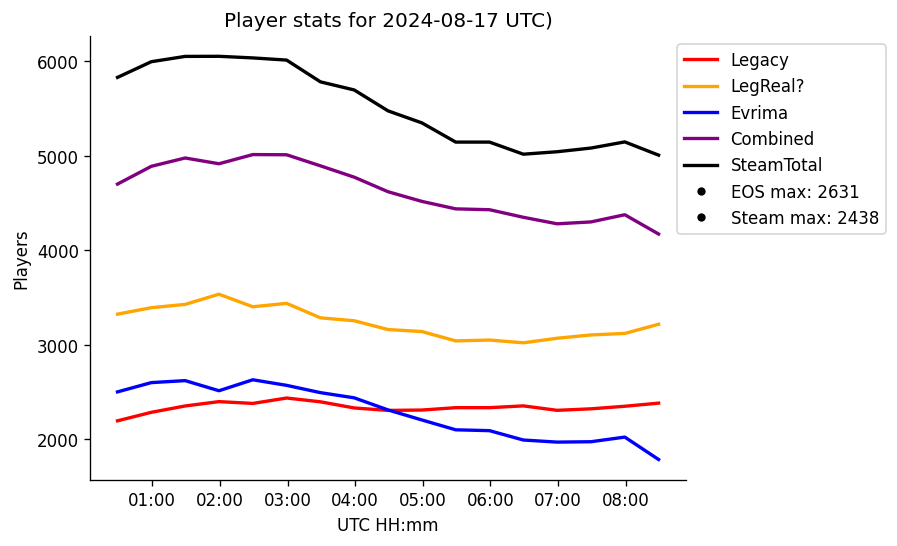 Player stats for 2024-08-17 UTC)
Legacy
LegReal?
Evrima
Combined
SteamTotal
EOS max: 2631
Steam max: 2438
Players
6000
5000
4000
3000
2000
01:00 02:00 03:00 04:00 05:00 06:00 07:00 08:00
UTC HH:mm